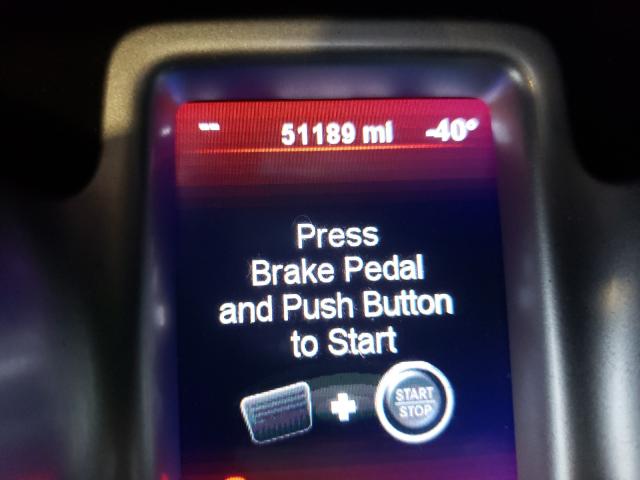 -- 51189 mi -40°
Press
Brake Pedal
and Push Button
to Start
START
STOP